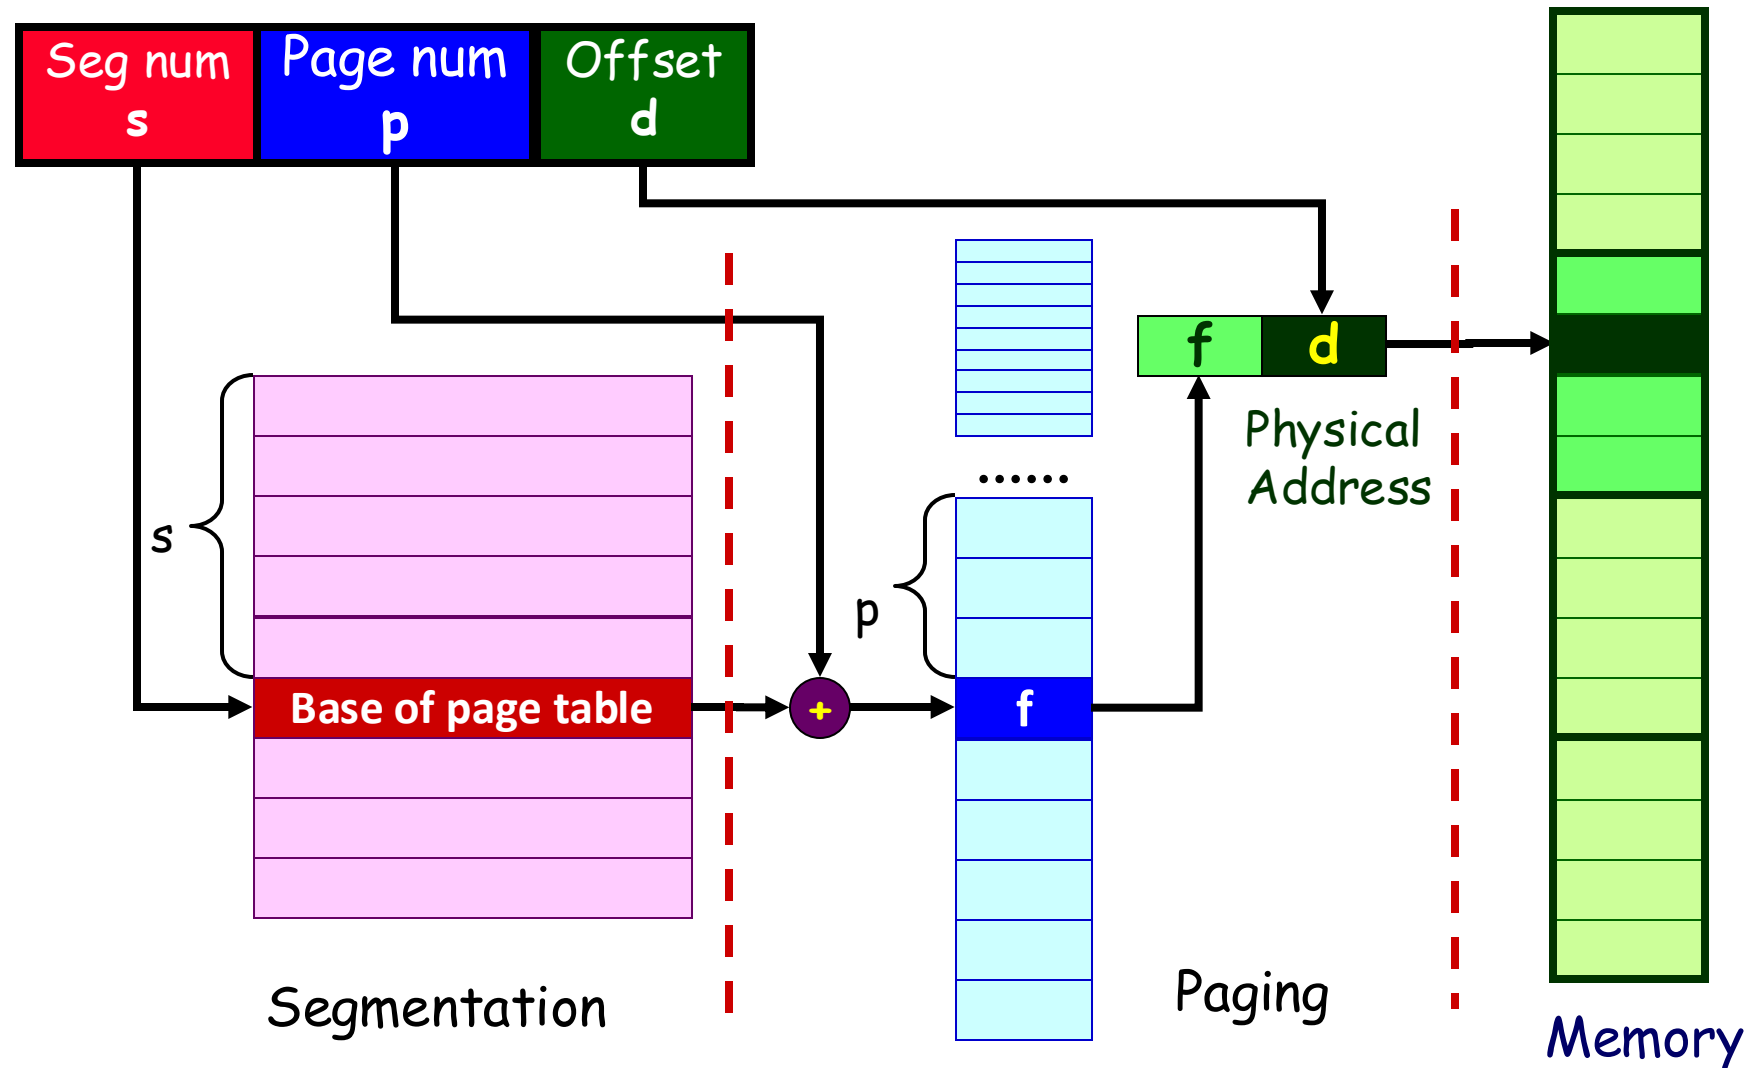 Seg num
s
Page num
p
Offset
d
s
Base of page table
+
......
p
f
f
d
Physical
Address
Segmentation
Paging
Memory